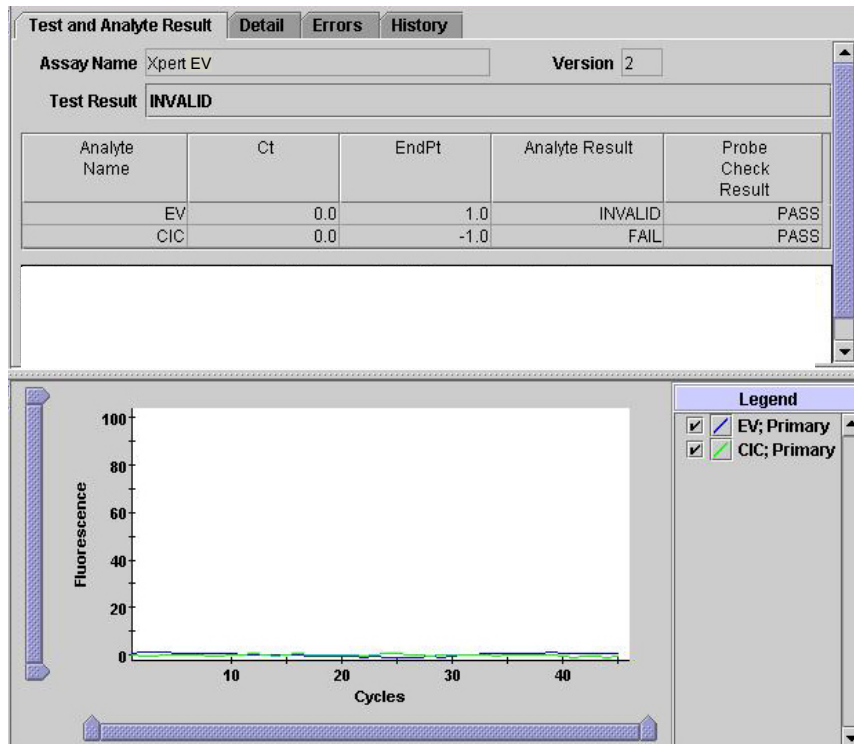 Test and Analyte Result Detail Errors History
Assay Name Xpert EV Version 2
Test Result INVALID
Analyte Name Ct EndPt Analyte Result Probe Check Result
EV 0.0 1.0 INVALID PASS
CIC 0.0 -1.0 FAIL PASS
Legend
EV; Primary
CIC; Primary
Fluorescence
100
80
60
40
20
0
10 20 30 40
Cycles